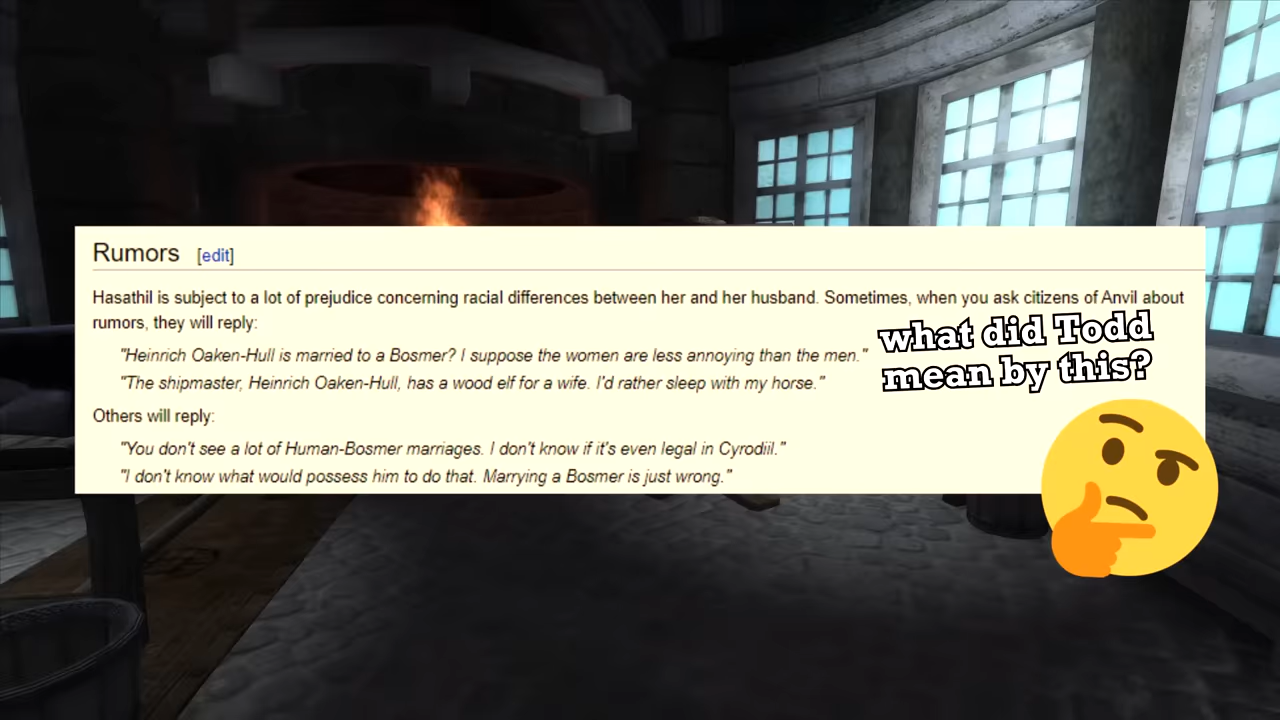 Rumors [edit]
Hasathil is subject to a lot of prejudice concerning racial differences between her and her husband. Sometimes, when you ask citizens of Anvil about
rumors, they will reply:
"Heinrich Oaken-Hull is married to a Bosmer? I suppose the women are less annoying than the men."
"The shipmaster, Heinrich Oaken-Hull, has a wood elf for a wife. I'd rather sleep with my horse."
Others will reply:
"You don't see a lot of Human-Bosmer marriages. I don't know if it's even legal in Cyrodiil."
"I don't know what would possess him to do that. Marrying a Bosmer is just wrong."
what did Todd
mean by this?